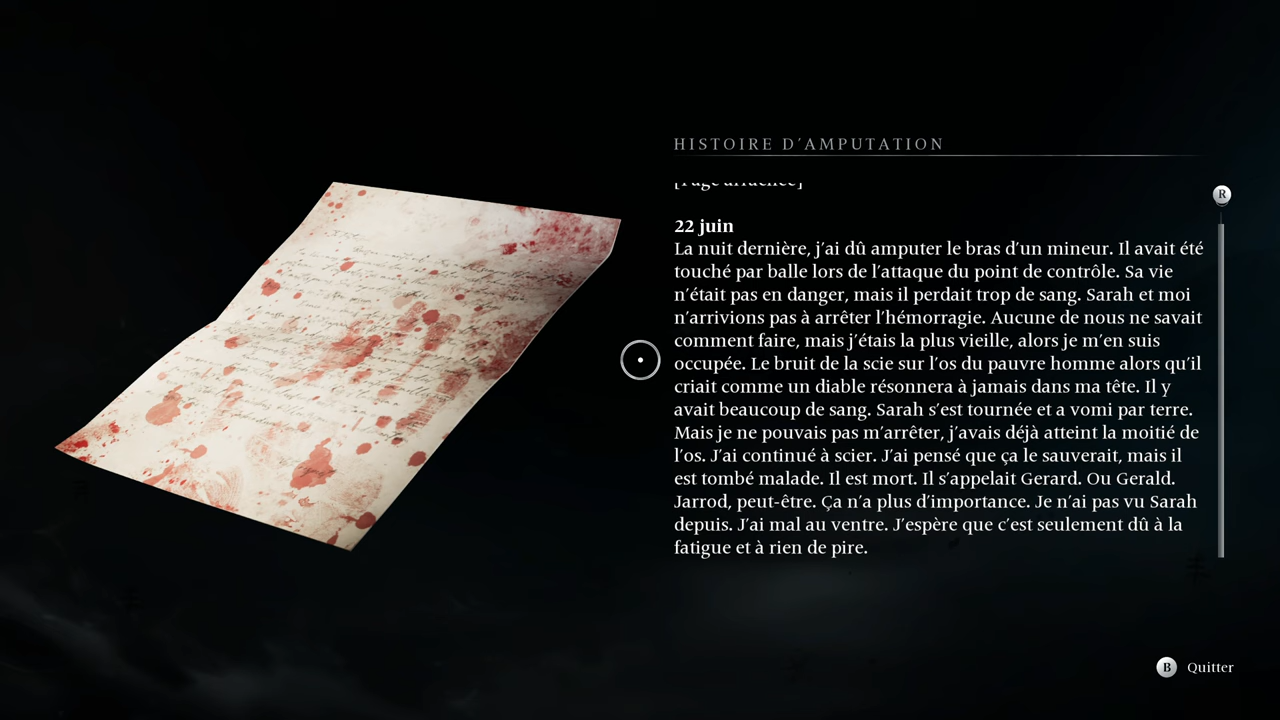 HISTOIRE D'AMPUTATION
R
22 juin
La nuit dernière, j'ai dû amputer le bras d'un mineur. Il avait été
touché par balle lors de l'attaque du point de contrôle. Sa vie
n'était pas en danger, mais il perdait trop de sang. Sarah et moi
n'arrivions pas à arrêter l'hémorragie. Aucune de nous ne savait
comment faire, mais j'étais la plus vieille, alors je m'en suis
occupée. Le bruit de la scie sur l'os du pauvre homme alors qu'il
criait comme un diable résonnera à jamais dans ma tête. Il y
avait beaucoup de sang. Sarah s'est tournée et a vomi par terre.
Mais je ne pouvais pas m'arrêter, j'avais déjà atteint la moitié de
l'os. J'ai continué à scier. J'ai pensé que ça le sauverait, mais il
est tombé malade. Il est mort. Il s'appelait Gerard. Ou Gerald.
Jarrod, peut-être. Ça n'a plus d'importance. Je n'ai pas vu Sarah
depuis. J'ai mal au ventre. J'espère que c'est seulement dû à la
fatigue et à rien de pire.
B Quitter